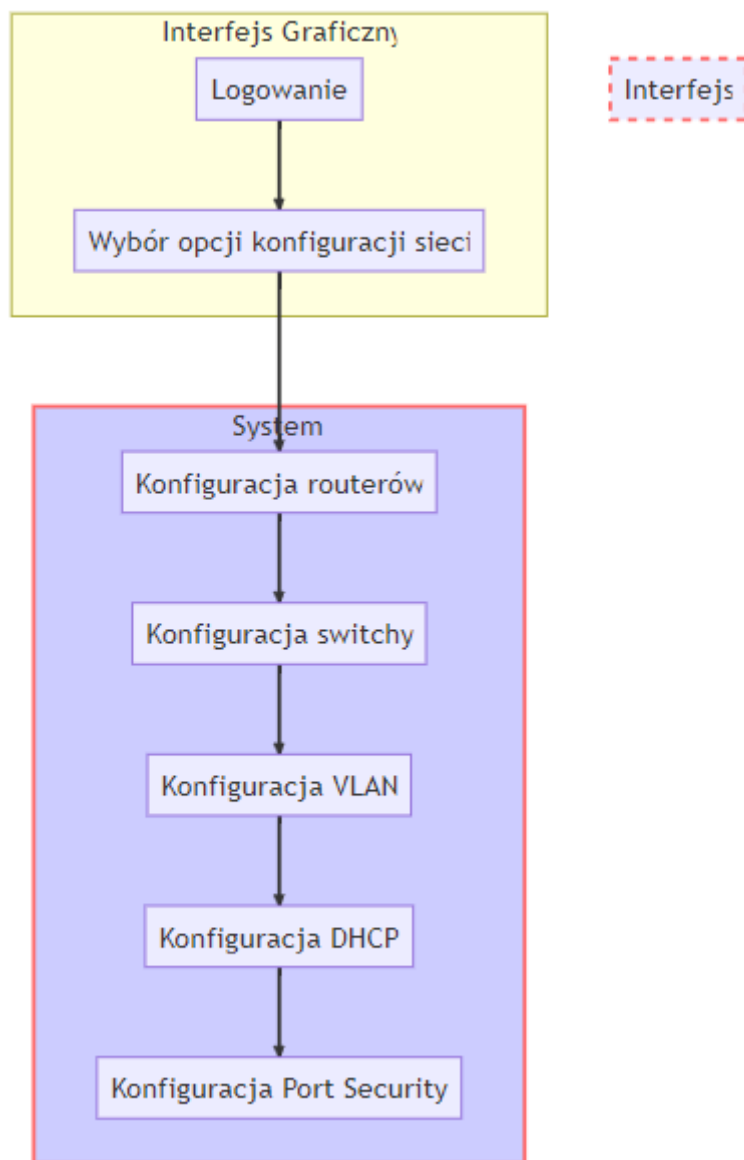 Interfejs Graficzny
Logowanie
Interfejs
Wybór opcji konfiguracji sieci
System
Konfiguracja routerów
Konfiguracja switchy
Konfiguracja VLAN
Konfiguracja DHCP
Konfiguracja Port Security